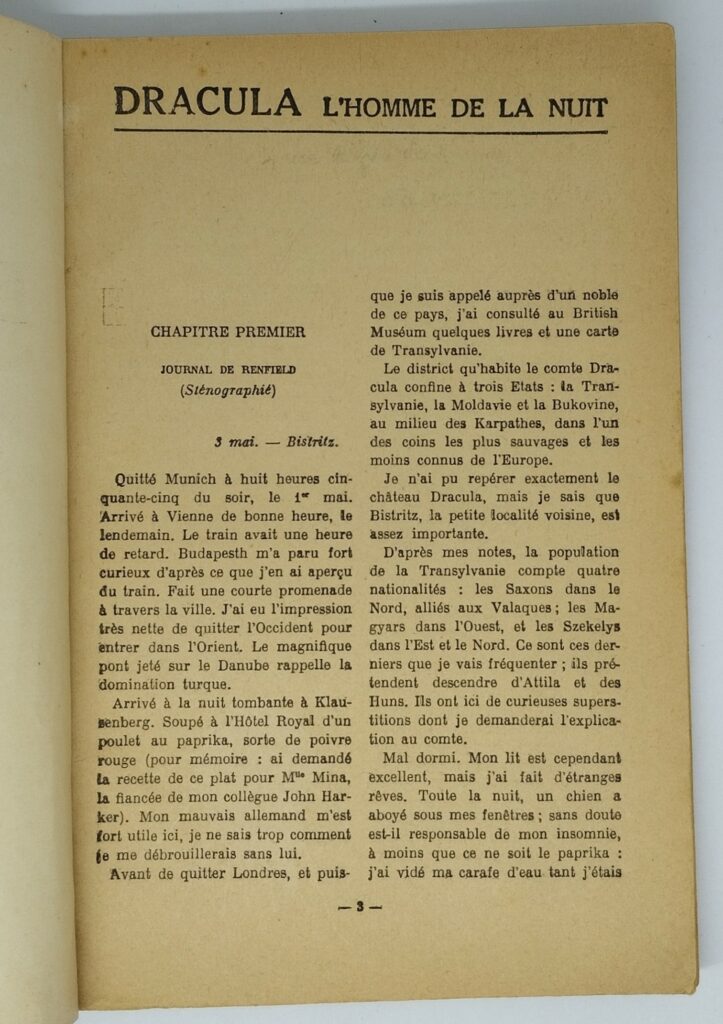 DRACULA L'HOMME DE LA NUIT
CHAPITRE PREMIER
JOURNAL DE RENFIELD
(Sténographié)
3 mai. — Bistritz.
Quitté Munich à huit heures cin-
quante-cinq du soir, le 1er mai.
Arrivé à Vienne de bonne heure, le
lendemain. Le train avait une heure
de retard. Budapesth m'a paru fort
curieux d'après ce que j'en ai aperçu
du train. Fait une courte promenade
à travers la ville. J'ai eu l'impression
très nette de quitter l'Occident pour
entrer dans l'Orient. Le magnifique
pont jeté sur le Danube rappelle la
domination turque.
Arrivé à la nuit tombante à Klau-
senberg. Soupé à l'Hôtel Royal d'un
poulet au paprika, sorte de poivre
rouge (pour mémoire : ai demandé
la recette de ce plat pour Mlle Mina,
la fiancée de mon collègue John Har-
ker). Mon mauvais allemand m'est
fort utile ici, je ne sais trop comment
je me débrouillerais sans lui.
Avant de quitter Londres, et puis-
que je suis appelé auprès d'un noble
de ce pays, j'ai consulté au British
Muséum quelques livres et une carte
de Transylvanie.
Le district qu'habite le comte Dra-
cula confine à trois Etats : la Tran-
sylvanie, la Moldavie et la Bukovine,
au milieu des Karpathes, dans l'un
des coins les plus sauvages et les
moins connus de l'Europe.
Je n'ai pu repérer exactement le
château Dracula, mais je sais que
Bistritz, la petite localité voisine, est
assez importante.
D'après mes notes, la population
de la Transylvanie compte quatre
nationalités : les Saxons dans le
Nord, alliés aux Valaques ; les Ma-
gyars dans l'Ouest, et les Szekelys
dans l'Est et le Nord. Ce sont ces der-
niers que je vais fréquenter ; ils pré-
tendent descendre d'Attila et des
Huns. Ils ont ici de curieuses supers-
titions dont je demanderai l'explica-
tion au comte.
Mal dormi. Mon lit est cependant
excellent, mais j'ai fait d'étranges
rêves. Toute la nuit, un chien a
aboyé sous mes fenêtres ; sans doute
est-il responsable de mon insomnie,
à moins que ce ne soit le paprika :
j'ai vidé ma carafe d'eau tant j'étais
— 3 —